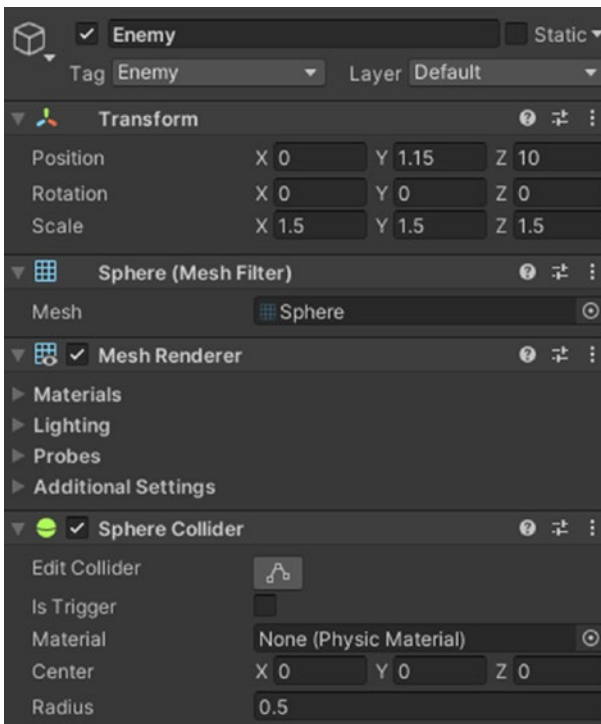 Enemy Static
Tag Enemy Layer Default
Transform
Position X 0 Y 1.15 Z 10
Rotation X 0 Y 0 Z 0
Scale X 1.5 Y 1.5 Z 1.5
Sphere (Mesh Filter)
Mesh Sphere
Mesh Renderer
Materials
Lighting
Probes
Additional Settings
Sphere Collider
Edit Collider
Is Trigger
Material None (Physic Material)
Center X 0 Y 0 Z 0
Radius 0.5